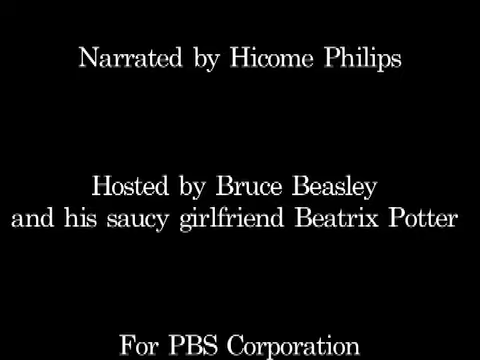 Narrated by Hicome Philips
Hosted by Bruce Beasley
and his saucy girlfriend Beatrix Potter
For PBS Corporation